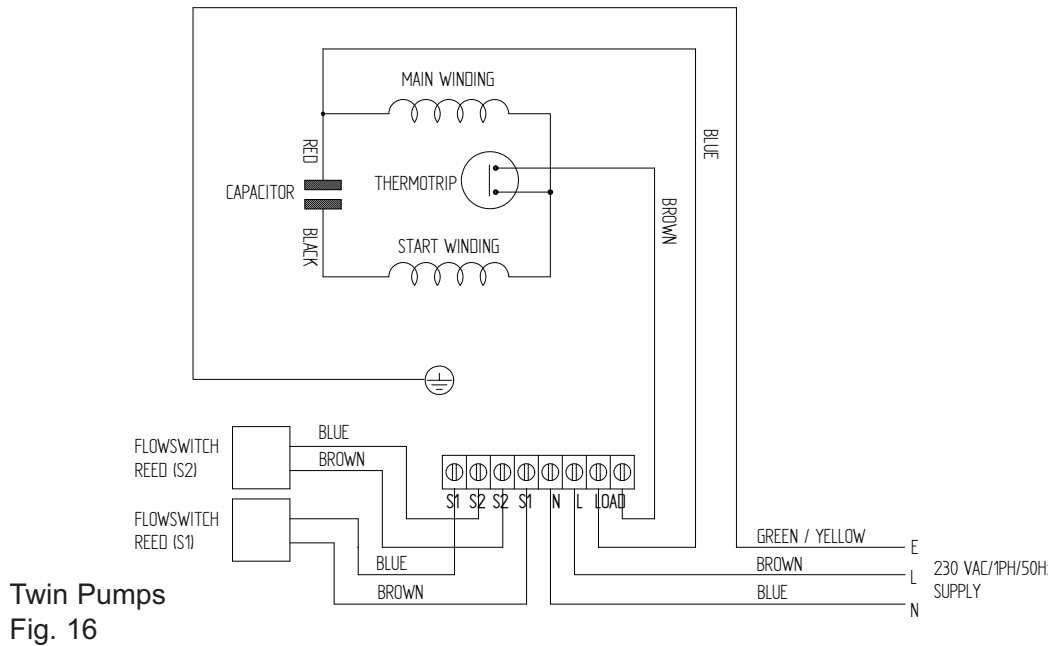 MAIN WINDING
RED
BLUE
CAPACITOR
THERMOTRIP
BROWN
BLACK
START WINDING
FLOWSWITCH
REED (S2)
BLUE
BROWN
S1 S2 S2 S1 N L LOAD
FLOWSWITCH
REED (S1)
BLUE
BROWN
GREEN / YELLOW E
BROWN L
BLUE N
230 VAC/1PH/50Hz
SUPPLY
Twin Pumps
Fig. 16